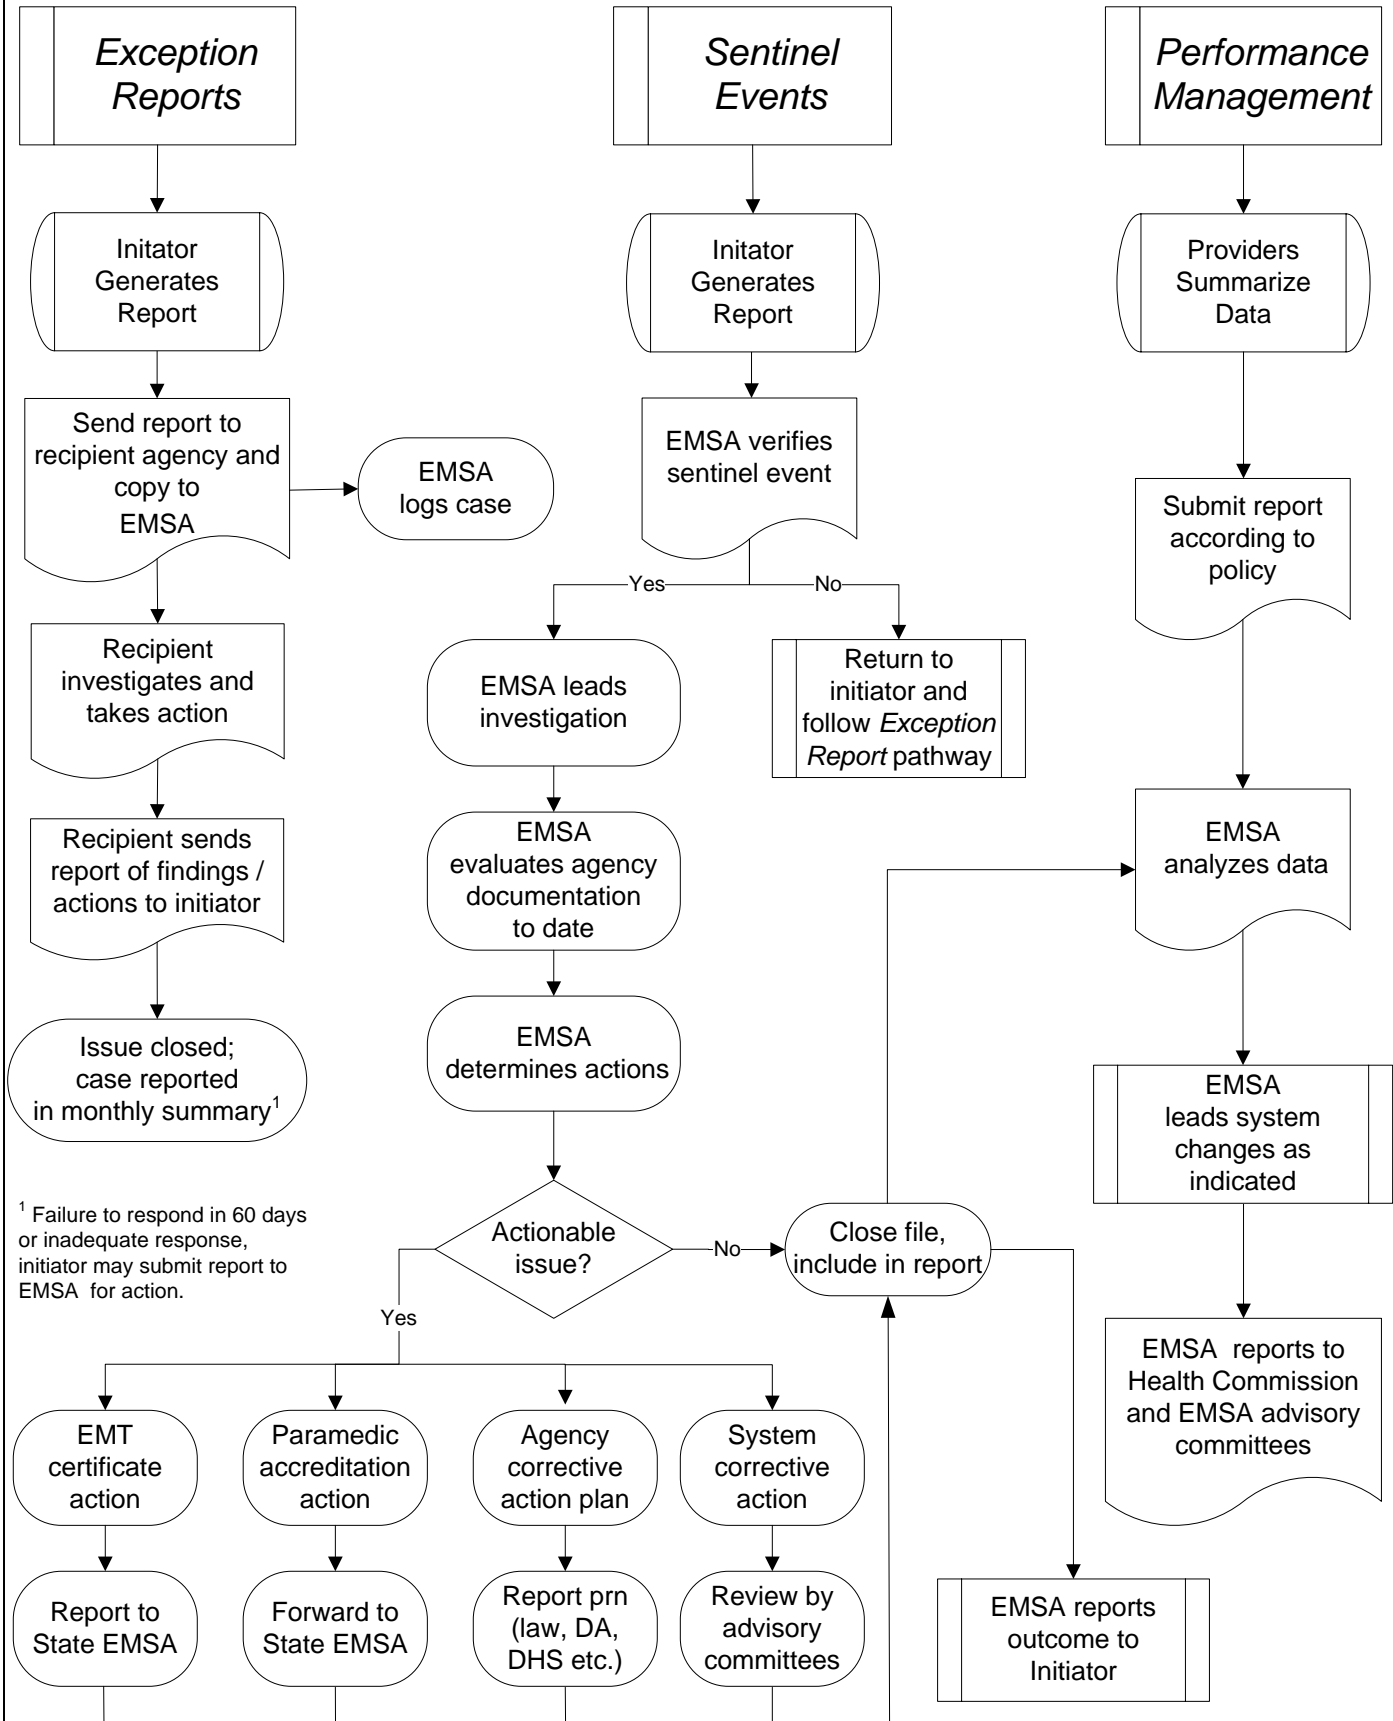 Exception
Reports
Initator
Generates
Report
Send report to
recipient agency and
copy to
EMSA
EMSA
logs case
Recipient
investigates and
takes action
Recipient sends
report of findings /
actions to initiator
Issue closed;
case reported
in monthly summary¹
¹ Failure to respond in 60 days
or inadequate response,
initiator may submit report to
EMSA for action.
Sentinel
Events
Initator
Generates
Report
EMSA verifies
sentinel event
Yes
No
EMSA leads
investigation
Return to
initiator and
follow Exception
Report pathway
EMSA
evaluates agency
documentation
to date
EMSA
determines actions
Actionable
issue?
No
Close file,
include in report
Yes
EMT
certificate
action
Paramedic
accreditation
action
Agency
corrective
action plan
System
corrective
action
Report to
State EMSA
Forward to
State EMSA
Report prn
(law, DA,
DHS etc.)
Review by
advisory
committees
Performance
Management
Providers
Summarize
Data
Submit report
according to
policy
EMSA
analyzes data
EMSA
leads system
changes as
indicated
EMSA reports to
Health Commission
and EMSA advisory
committees
EMSA reports
outcome to
Initiator